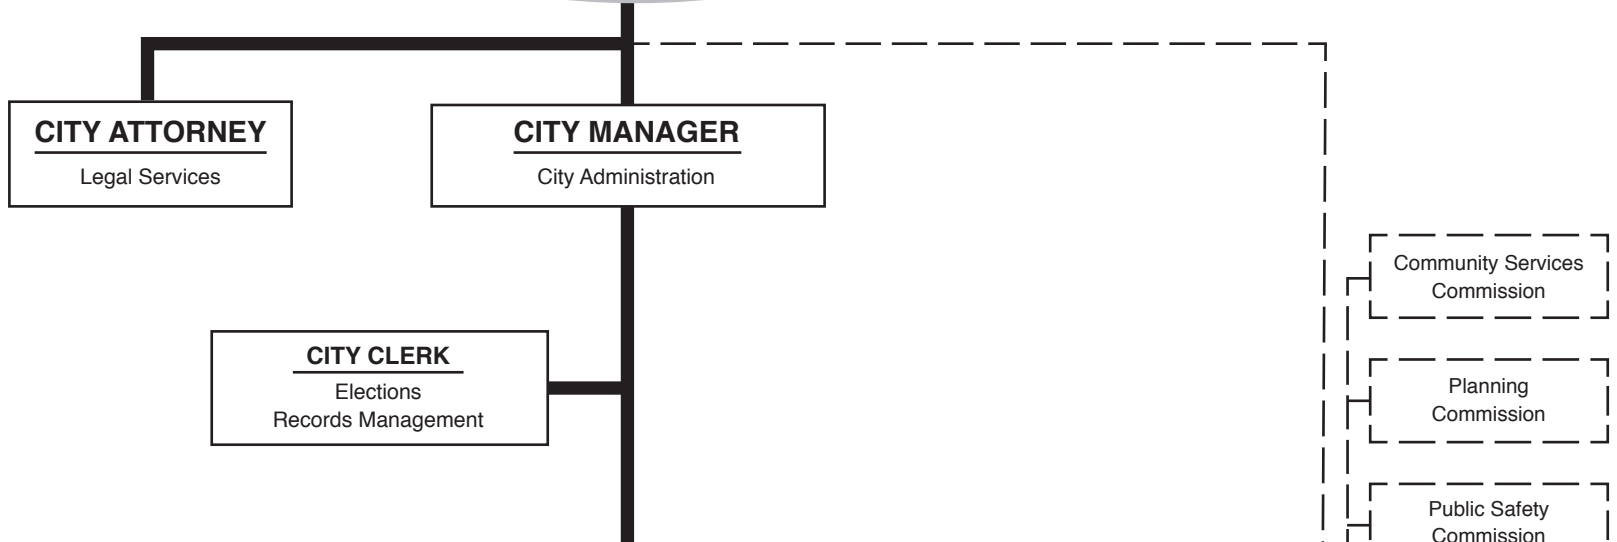 CITY ATTORNEY
Legal Services
CITY MANAGER
City Administration
CITY CLERK
Elections
Records Management
Community Services
Commission
Planning
Commission
Public Safety
Commission